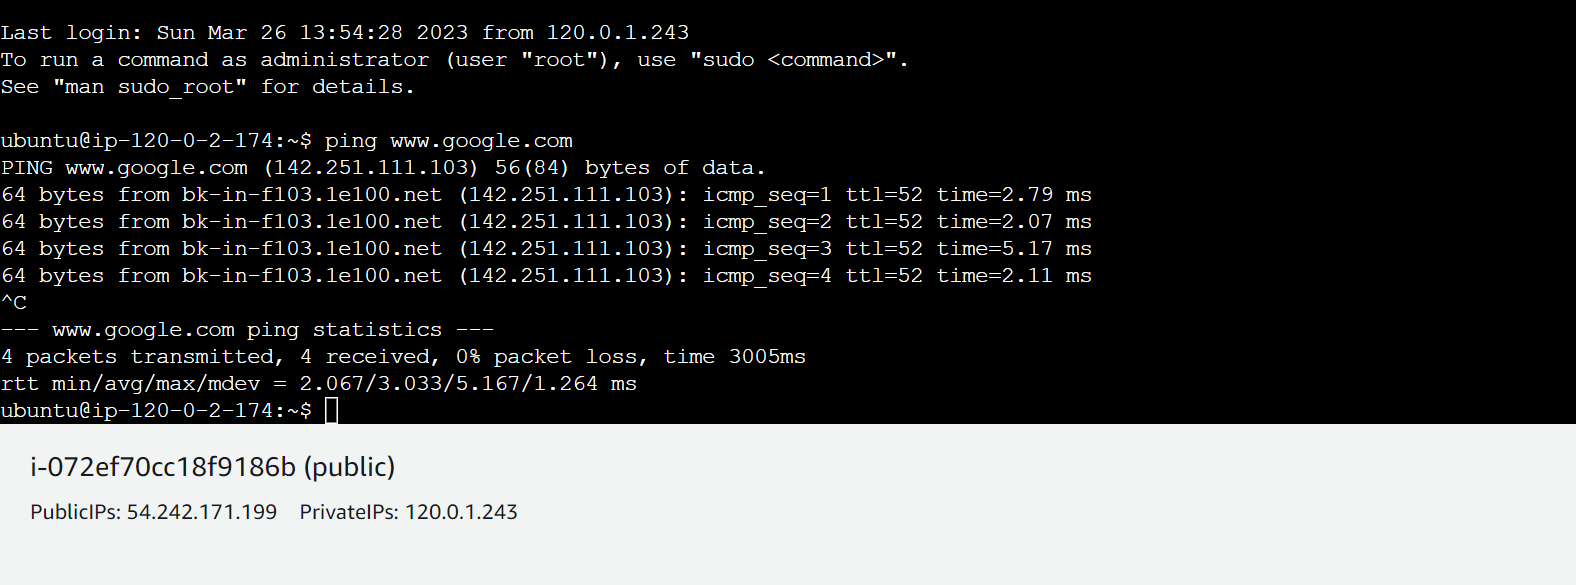 Last login: Sun Mar 26 13:54:28 2023 from 120.0.1.243
To run a command as administrator (user "root"), use "sudo <command>".
See "man sudo_root" for details.
ubuntu@ip-120-0-2-174:~$ ping www.google.com
PING www.google.com (142.251.111.103) 56(84) bytes of data.
64 bytes from bk-in-f103.1e100.net (142.251.111.103): icmp_seq=1 ttl=52 time=2.79 ms
64 bytes from bk-in-f103.1e100.net (142.251.111.103): icmp_seq=2 ttl=52 time=2.07 ms
64 bytes from bk-in-f103.1e100.net (142.251.111.103): icmp_seq=3 ttl=52 time=5.17 ms
64 bytes from bk-in-f103.1e100.net (142.251.111.103): icmp_seq=4 ttl=52 time=2.11 ms
^C
--- www.google.com ping statistics ---
4 packets transmitted, 4 received, 0% packet loss, time 3005ms
rtt min/avg/max/mdev = 2.067/3.033/5.167/1.264 ms
ubuntu@ip-120-0-2-174:~$
i-072ef70cc18f9186b (public)
PublicIPs: 54.242.171.199 PrivateIPs: 120.0.1.243